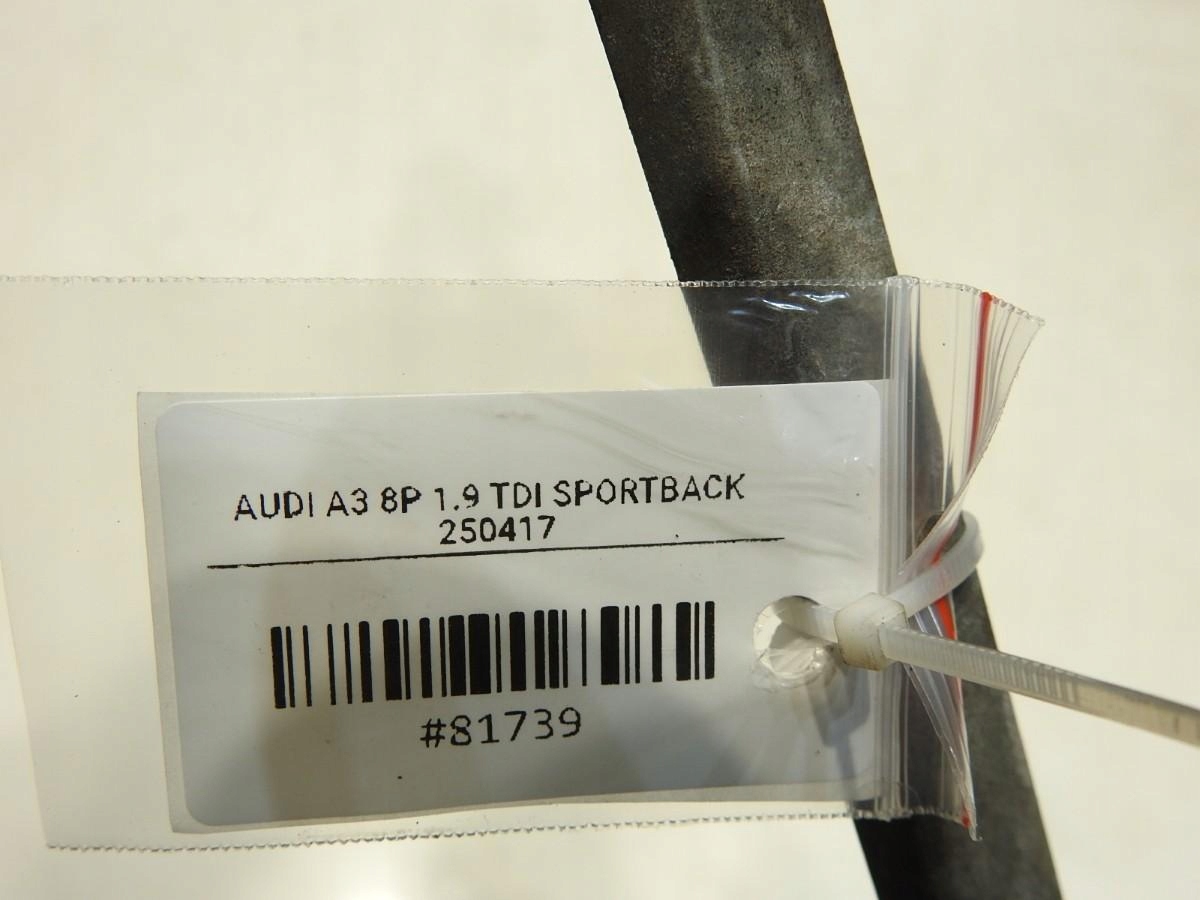 AUDI A3 8P 1.9 TDI SPORTBACK
250417
#81739